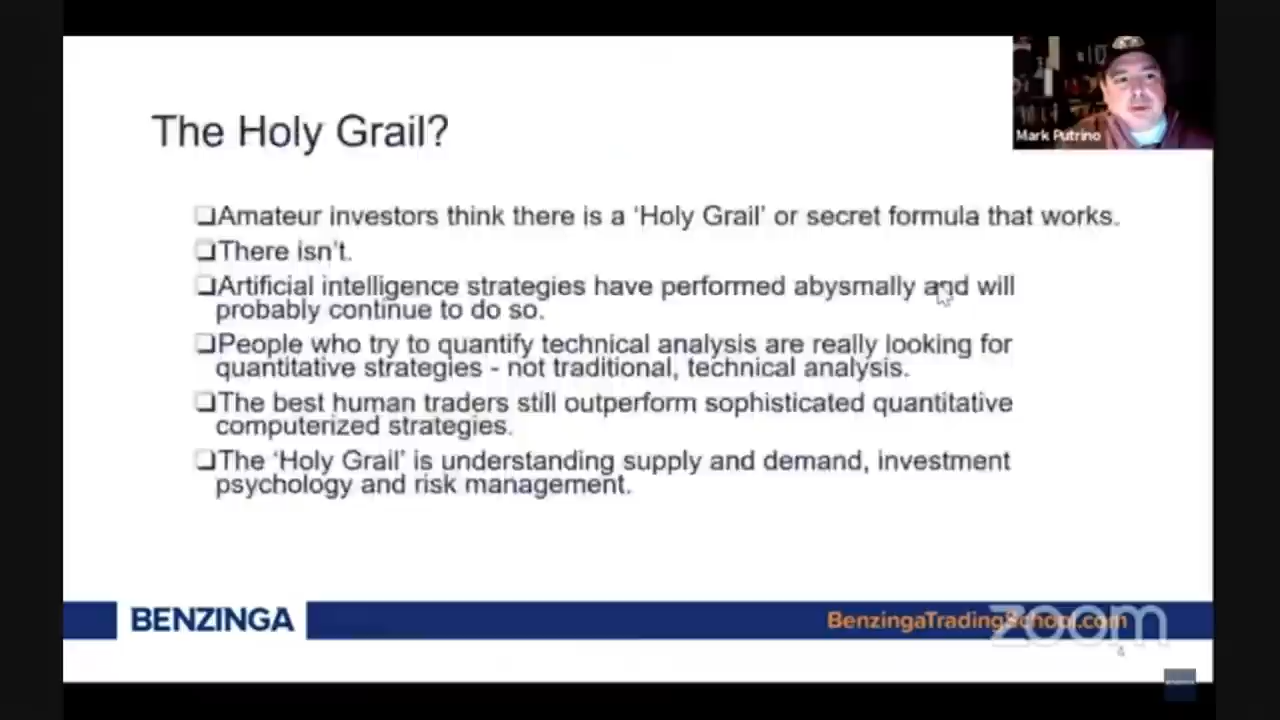 Mark Putrino
The Holy Grail?
❑Amateur investors think there is a ‘Holy Grail’ or secret formula that works.
❑There isn’t.
❑Artificial intelligence strategies have performed abysmally and will
probably continue to do so.
❑People who try to quantify technical analysis are really looking for
quantitative strategies - not traditional, technical analysis.
❑The best human traders still outperform sophisticated quantitative
computerized strategies.
❑The ‘Holy Grail’ is understanding supply and demand, investment
psychology and risk management.
BENZINGA
BenzingaTradingSchool.com
zoom
4